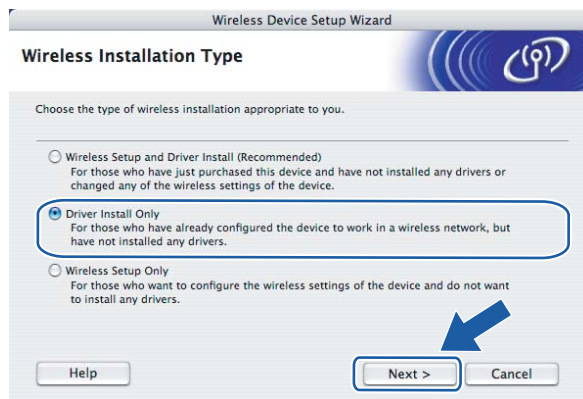 Wireless Device Setup Wizard
Wireless Installation Type
Choose the type of wireless installation appropriate to you.
Wireless Setup and Driver Install (Recommended)
For those who have just purchased this device and have not installed any drivers or
changed any of the wireless settings of the device.
Driver Install Only
For those who have already configured the device to work in a wireless network, but
have not installed any drivers.
Wireless Setup Only
For those who want to configure the wireless settings of the device and do not want
to install any drivers.
Help
Next >
Cancel